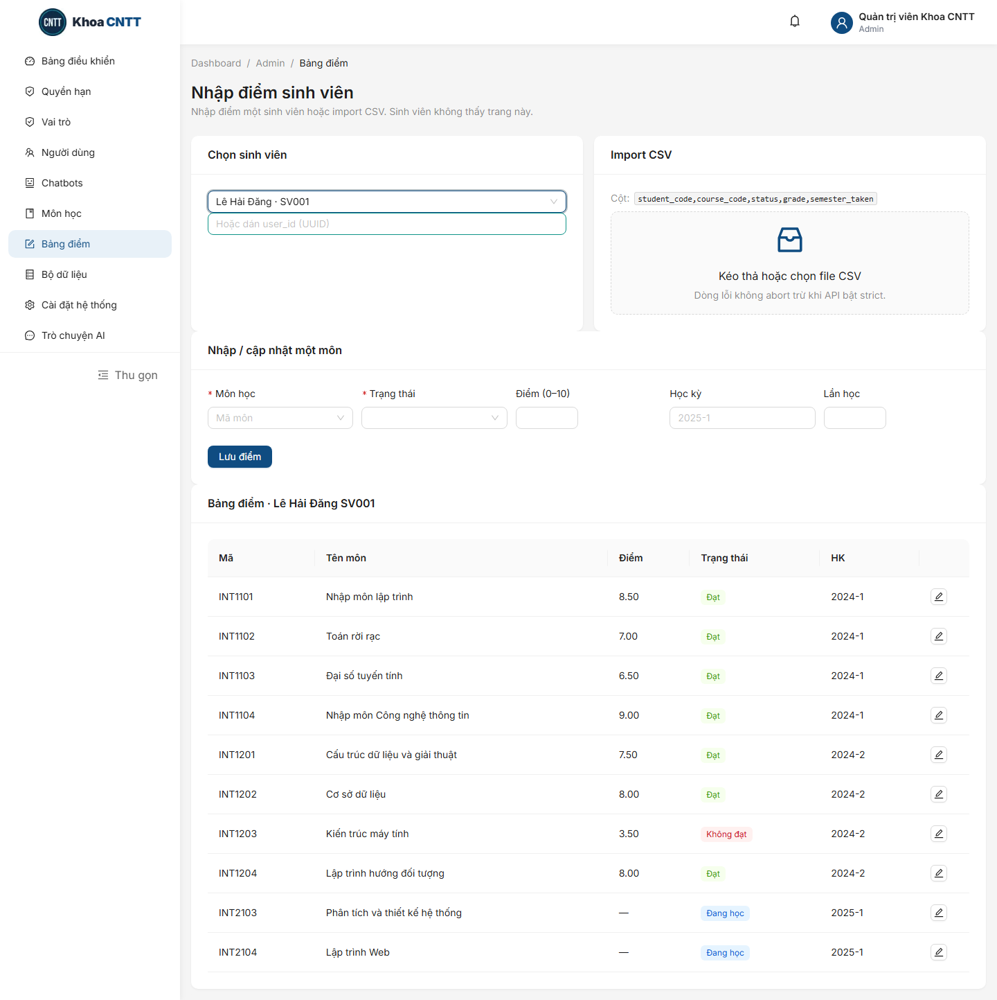 CNTT Khoa CNTT
Quản trị viên Khoa CNTT
Admin
Bảng điều khiển
Quyền hạn
Vai trò
Người dùng
Chatbots
Môn học
Bảng điểm
Bộ dữ liệu
Cài đặt hệ thống
Trò chuyện AI
Thu gọn
Dashboard / Admin / Bảng điểm
Nhập điểm sinh viên
Nhập điểm một sinh viên hoặc import CSV. Sinh viên không thấy trang này.
Chọn sinh viên
Lê Hải Đăng · SV001
Hoặc dán user_id (UUID)
Import CSV
Cột: student_code,course_code,status,grade,semester_taken
Kéo thả hoặc chọn file CSV
Dòng lỗi không abort trừ khi API bật strict.
Nhập / cập nhật một môn
* Môn học * Trạng thái Điểm (0–10) Học kỳ Lần học
Mã môn 2025-1
Lưu điểm
Bảng điểm · Lê Hải Đăng SV001
Mã Tên môn Điểm Trạng thái HK
INT1101 Nhập môn lập trình 8.50 Đạt 2024-1
INT1102 Toán rời rạc 7.00 Đạt 2024-1
INT1103 Đại số tuyến tính 6.50 Đạt 2024-1
INT1104 Nhập môn Công nghệ thông tin 9.00 Đạt 2024-1
INT1201 Cấu trúc dữ liệu và giải thuật 7.50 Đạt 2024-2
INT1202 Cơ sở dữ liệu 8.00 Đạt 2024-2
INT1203 Kiến trúc máy tính 3.50 Không đạt 2024-2
INT1204 Lập trình hướng đối tượng 8.00 Đạt 2024-2
INT2103 Phân tích và thiết kế hệ thống — Đang học 2025-1
INT2104 Lập trình Web — Đang học 2025-1